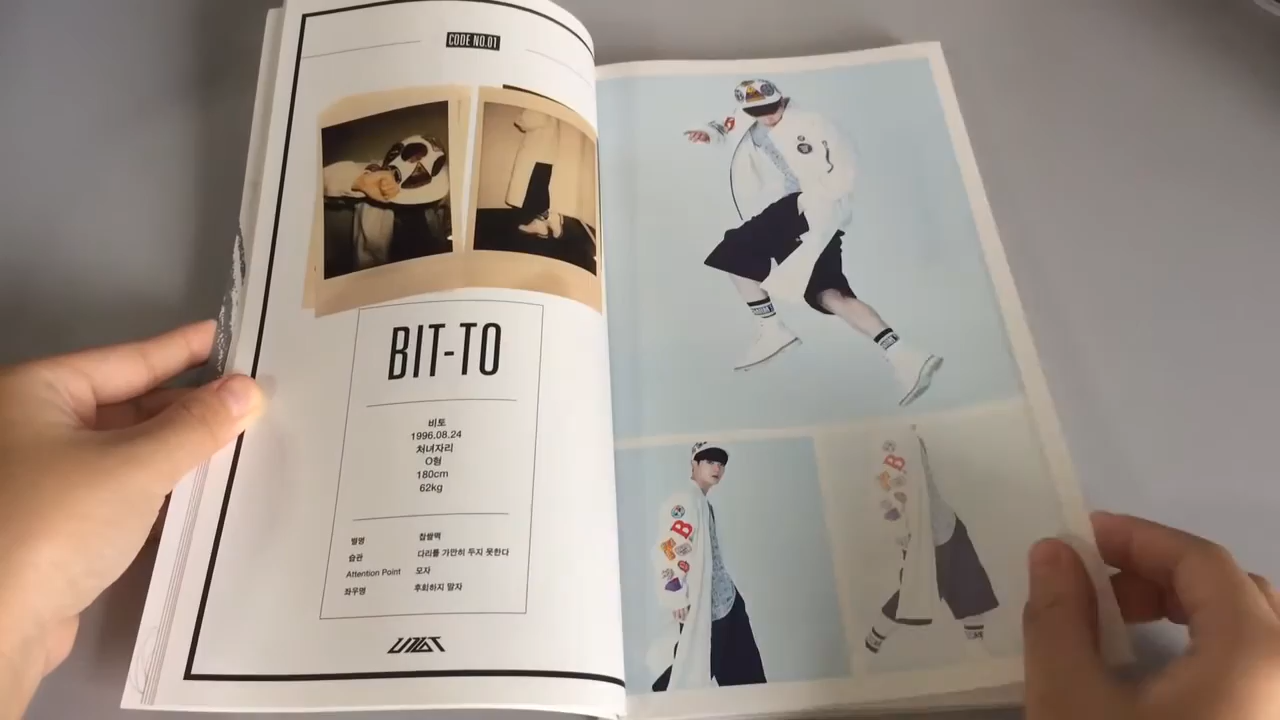 CODE NO.01
BIT-TO
비토
1996.08.24
처녀자리
O형
180cm
62kg
별명 찹쌀떡
습관 다리를 가만히 두지 못한다
Attention Point 모자
좌우명 후회하지 말자
UP10T
B
B